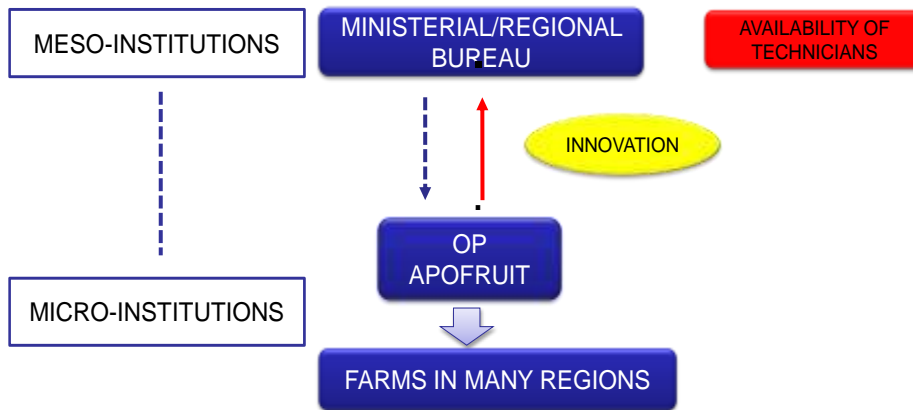 MESO-INSTITUTIONS
MINISTERIAL/REGIONAL
BUREAU
AVAILABILITY OF
TECHNICIANS
INNOVATION
OP
APOFRUIT
MICRO-INSTITUTIONS
FARMS IN MANY REGIONS